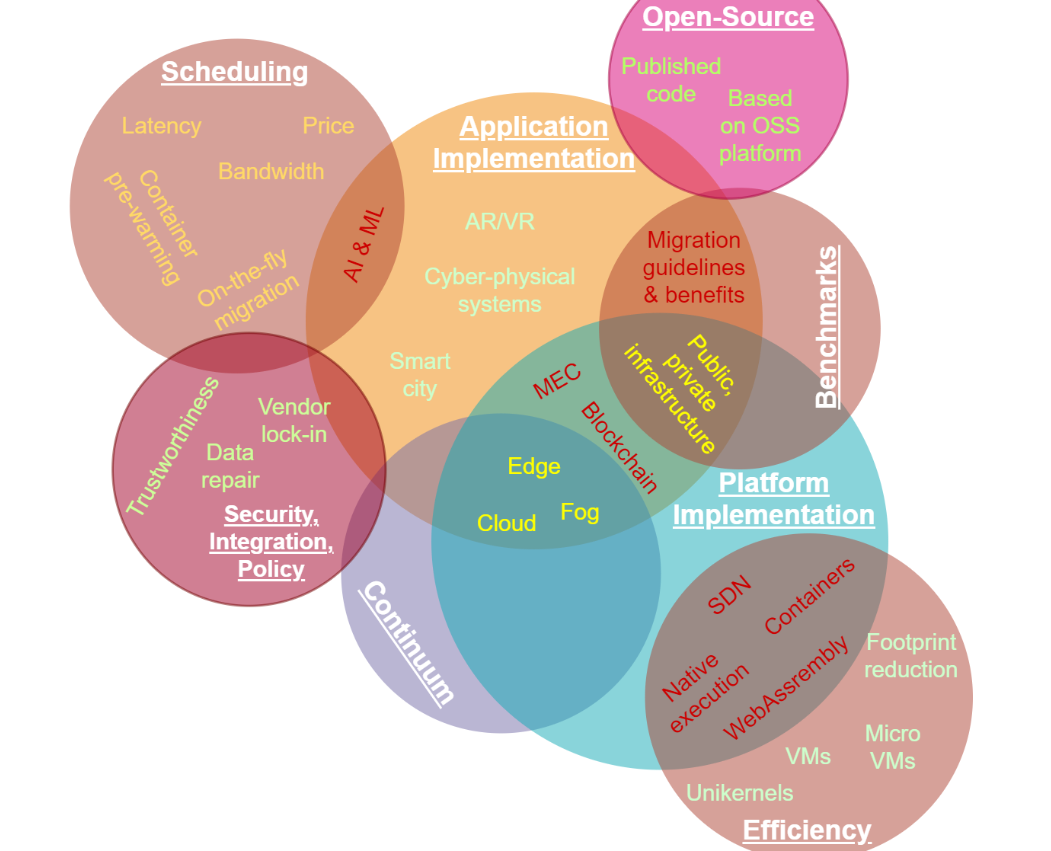 Open-Source
Published
code
Based
on OSS
platform
Scheduling
Latency
Price
Bandwidth
Container
pre-warming
On-the-fly
migration
AI & ML
Application
Implementation
AR/VR
Cyber-physical
systems
Smart
city
Migration
guidelines
& benefits
Benchmarks
Public,
private
infrastructure
MEC
Blockchain
Edge
Cloud
Fog
Trustworthiness
Vendor
lock-in
Data
repair
Security,
Integration,
Policy
Continuum
Platform
Implementation
SDN
Containers
Native
execution
WebAssrembly
Footprint
reduction
Micro
VMs
VMs
Unikernels
Efficiency